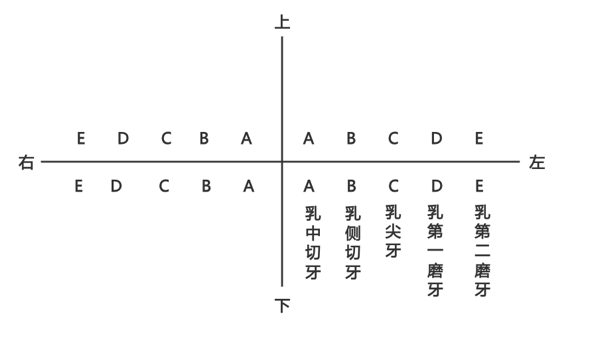 上
E D C B A A B C D E
右 左
E D C B A A B C D E
乳中切牙
乳侧切牙
乳尖牙
乳第一磨牙
乳第二磨牙
下